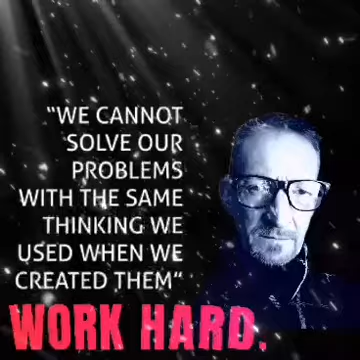 “WE CANNOT
SOLVE OUR
PROBLEMS
WITH THE SAME
THINKING WE
USED WHEN WE
CREATED THEM“
WORK HARD.